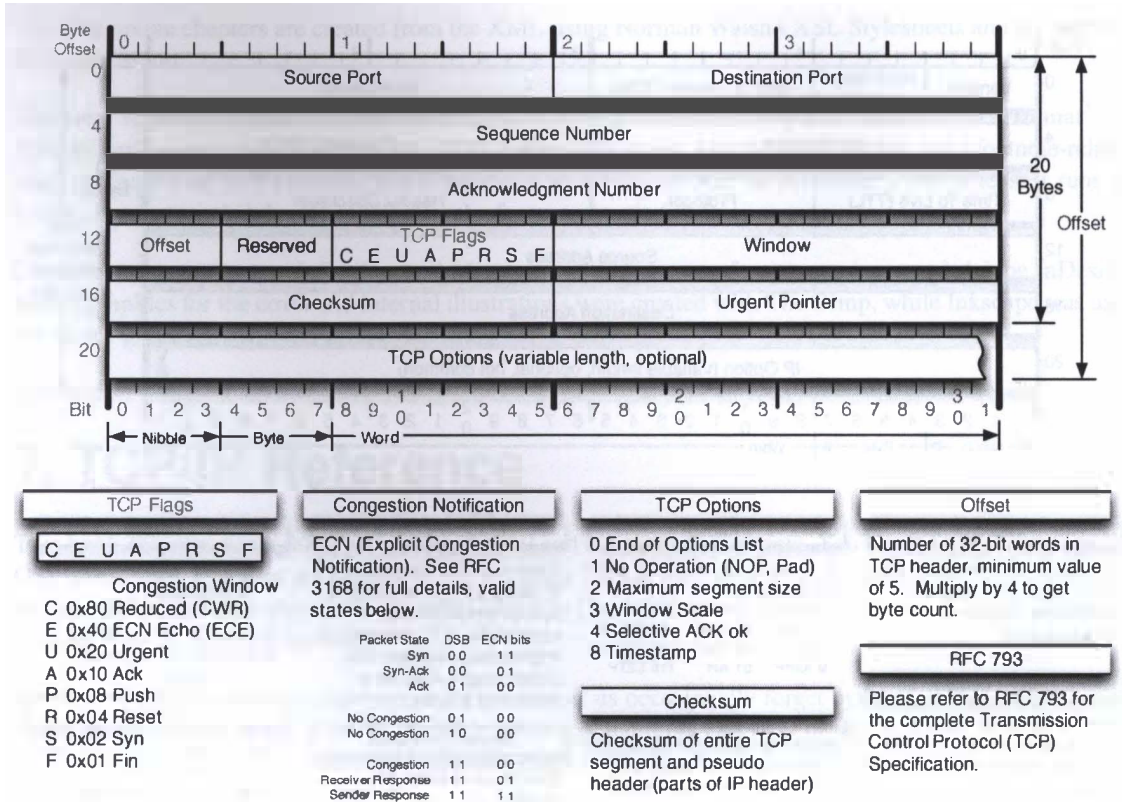 Byte
Offset
0 1 2 3
0 Source Port Destination Port
4 Sequence Number
8 Acknowledgment Number
20
Bytes
Offset
12 Offset Reserved TCP Flags Window
C E U A P R S F
16 Checksum Urgent Pointer
20 TCP Options (variable length, optional)
Bit 0 1 2 3 4 5 6 7 8 9 1 0 1 2 3 4 5 6 7 8 9 2 0 1 2 3 4 5 6 7 8 9 3 0 1
Nibble Byte Word
TCP Flags
C E U A P R S F
Congestion Window
C 0x80 Reduced (CWR)
E 0x40 ECN Echo (ECE)
U 0x20 Urgent
A 0x10 Ack
P 0x08 Push
R 0x04 Reset
S 0x02 Syn
F 0x01 Fin
Congestion Notification
ECN (Explicit Congestion
Notification). See RFC
3168 for full details, valid
states below.
Packet State DSB ECN bits
Syn 0 0 1 1
Syn-Ack 0 0 0 1
Ack 0 1 0 0
No Congestion 0 1 0 0
No Congestion 1 0 0 0
Congestion 1 1 0 0
Receiver Response 1 1 0 1
Sender Response 1 1 1 1
TCP Options
0 End of Options List
1 No Operation (NOP, Pad)
2 Maximum segment size
3 Window Scale
4 Selective ACK ok
8 Timestamp
Checksum
Checksum of entire TCP
segment and pseudo
header (parts of IP header)
Offset
Number of 32-bit words in
TCP header, minimum value
of 5. Multiply by 4 to get
byte count.
RFC 793
Please refer to RFC 793 for
the complete Transmission
Control Protocol (TCP)
Specification.